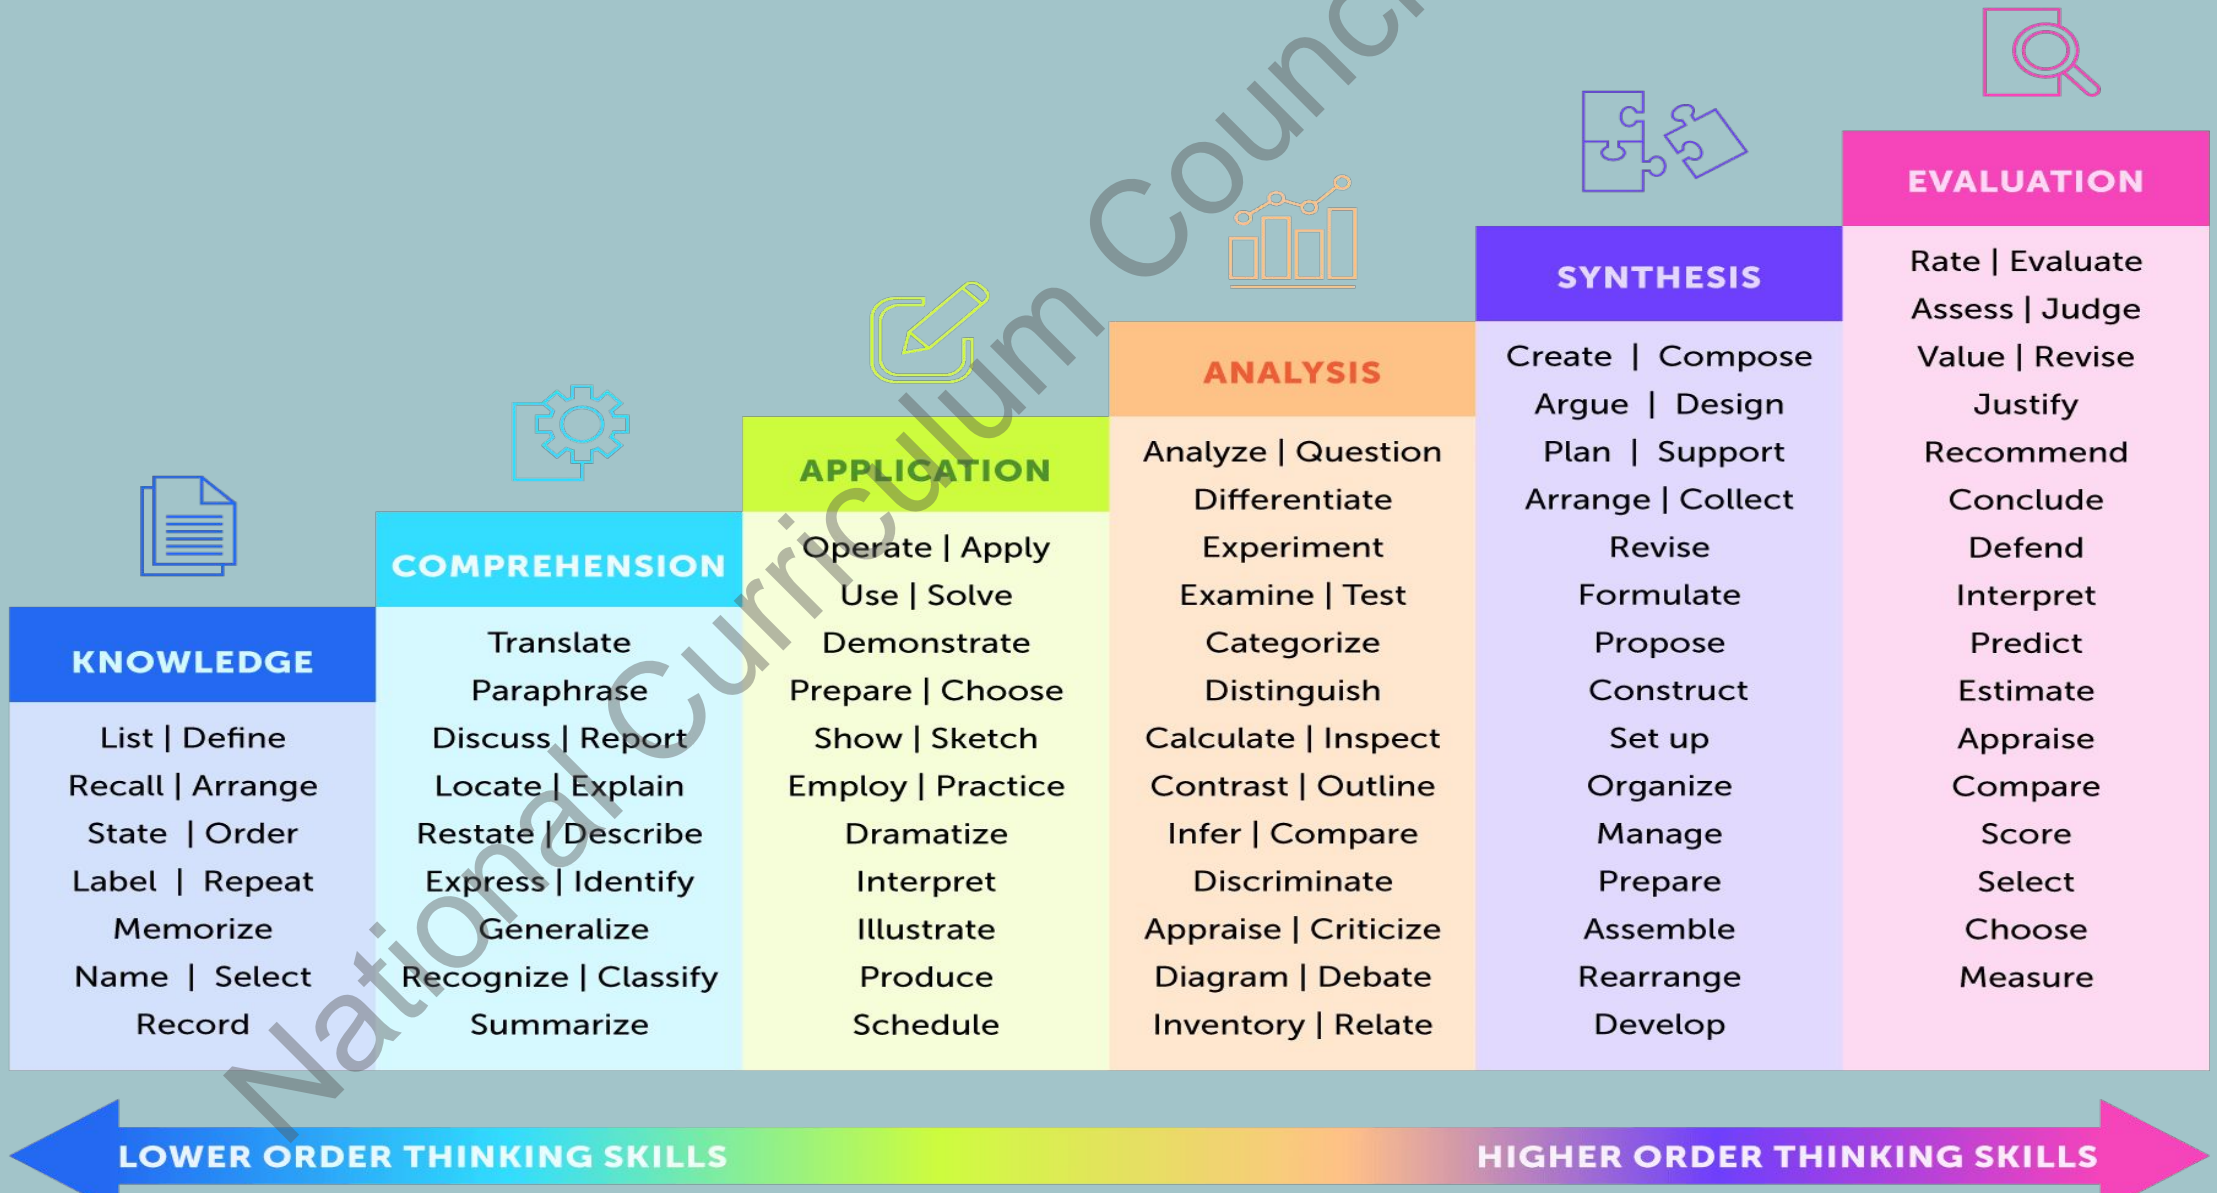 KNOWLEDGE
List | Define
Recall | Arrange
State | Order
Label | Repeat
Memorize
Name | Select
Record
COMPREHENSION
Translate
Paraphrase
Discuss | Report
Locate | Explain
Restate | Describe
Express | Identify
Generalize
Recognize | Classify
Summarize
APPLICATION
Operate | Apply
Use | Solve
Demonstrate
Prepare | Choose
Show | Sketch
Employ | Practice
Dramatize
Interpret
Illustrate
Produce
Schedule
ANALYSIS
Analyze | Question
Differentiate
Experiment
Examine | Test
Categorize
Distinguish
Calculate | Inspect
Contrast | Outline
Infer | Compare
Discriminate
Appraise | Criticize
Diagram | Debate
Inventory | Relate
SYNTHESIS
Create | Compose
Argue | Design
Plan | Support
Arrange | Collect
Revise
Formulate
Propose
Construct
Set up
Organize
Manage
Prepare
Assemble
Rearrange
Develop
EVALUATION
Rate | Evaluate
Assess | Judge
Value | Revise
Justify
Recommend
Conclude
Defend
Interpret
Predict
Estimate
Appraise
Compare
Score
Select
Choose
Measure
LOWER ORDER THINKING SKILLS
HIGHER ORDER THINKING SKILLS
National Curriculum Counc